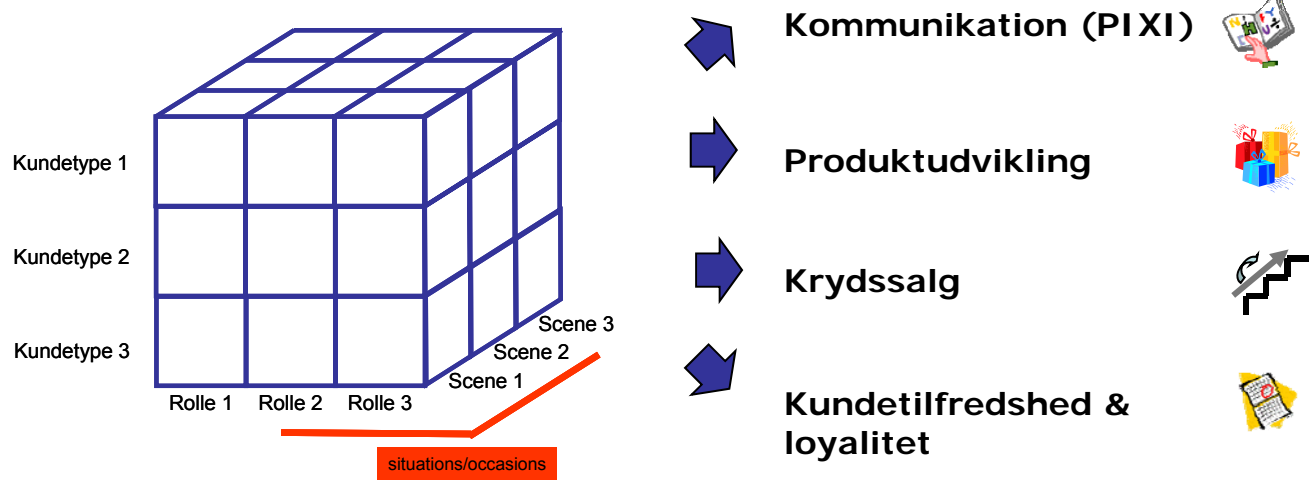 Kundetype 1
Kundetype 2
Kundetype 3
Rolle 1 Rolle 2 Rolle 3
Scene 1
Scene 2
Scene 3
situations/occasions
Kommunikation (PIXI)
Produktudvikling
Krydssalg
Kundetilfredshed &
loyalitet